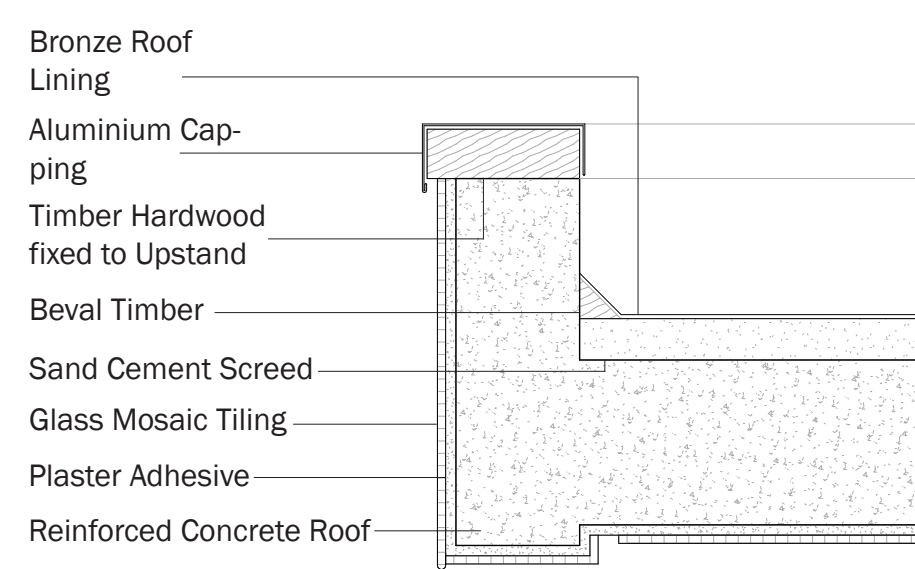 Bronze Roof
Lining
Aluminium Cap-
ping
Timber Hardwood
fixed to Upstand
Beval Timber
Sand Cement Screed
Glass Mosaic Tiling
Plaster Adhesive
Reinforced Concrete Roof